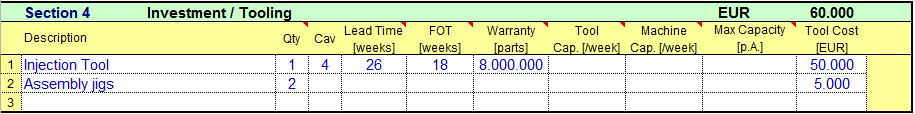 Section 4 Investment / Tooling EUR 60.000
Description Qty Cav Lead Time [weeks] FOT [weeks] Warranty [parts] Tool Cap. [/week] Machine Cap. [/week] Max Capacity [p.A.] Tool Cost [EUR]
1 Injection Tool 1 4 26 18 8.000.000 50.000
2 Assembly jigs 2 5.000
3